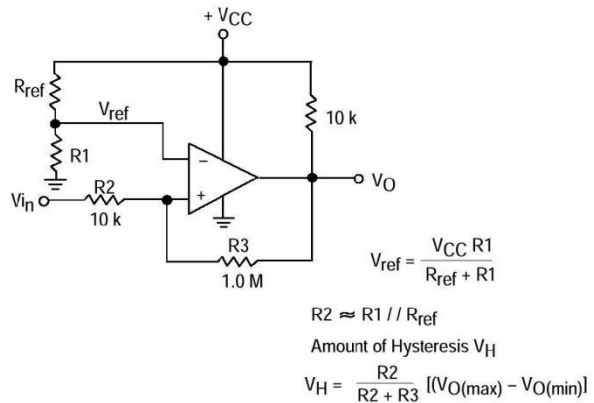 + VCC
Rref
Vref
10 k
R1
–
Vin
R2
+
VO
10 k
R3
1.0 M
Vref = VCC R1 / Rref + R1
R2 ≈ R1 // Rref
Amount of Hysteresis VH
VH = R2 / R2 + R3 [(VO(max) – VO(min)]